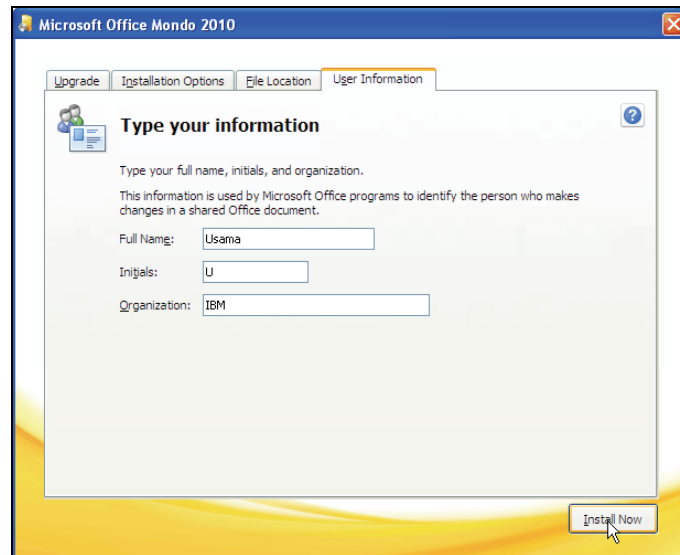 Microsoft Office Mondo 2010
Upgrade Installation Options File Location User Information
Type your information
Type your full name, initials, and organization.
This information is used by Microsoft Office programs to identify the person who makes
changes in a shared Office document.
Full Name: Usama
Initials: U
Organization: IBM
Install Now